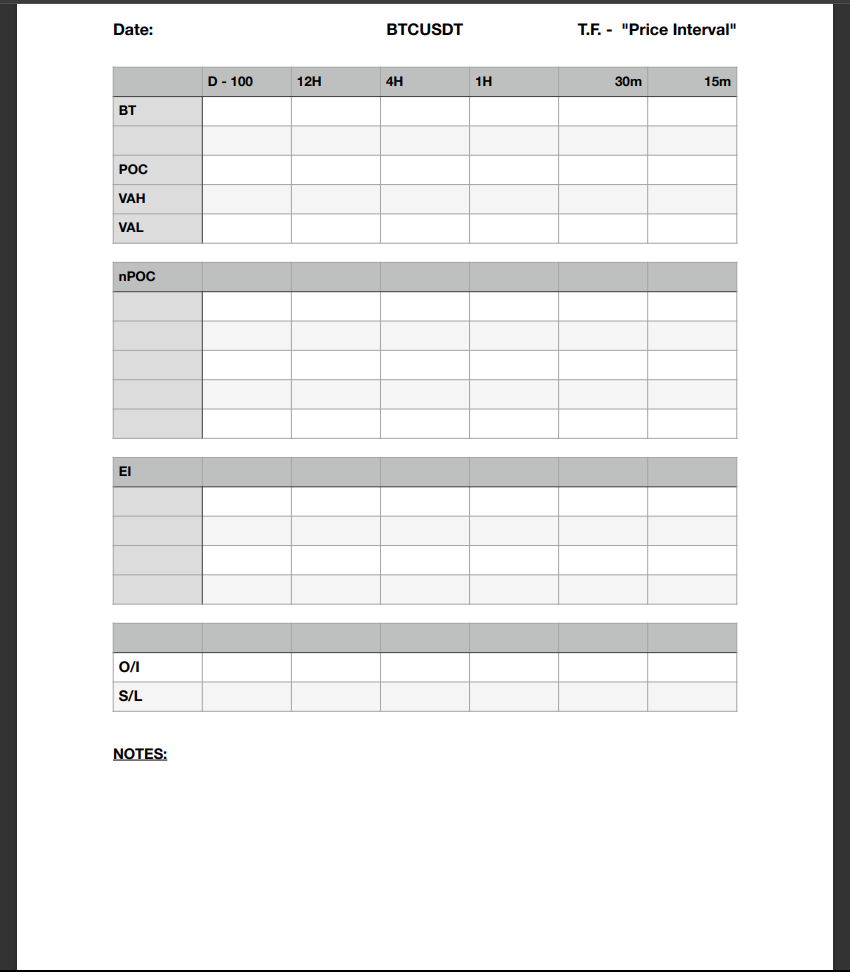 Date: BTCUSDT T.F. - "Price Interval"
D - 100 12H 4H 1H 30m 15m
BT
POC
VAH
VAL
nPOC
EI
O/I
S/L
NOTES: